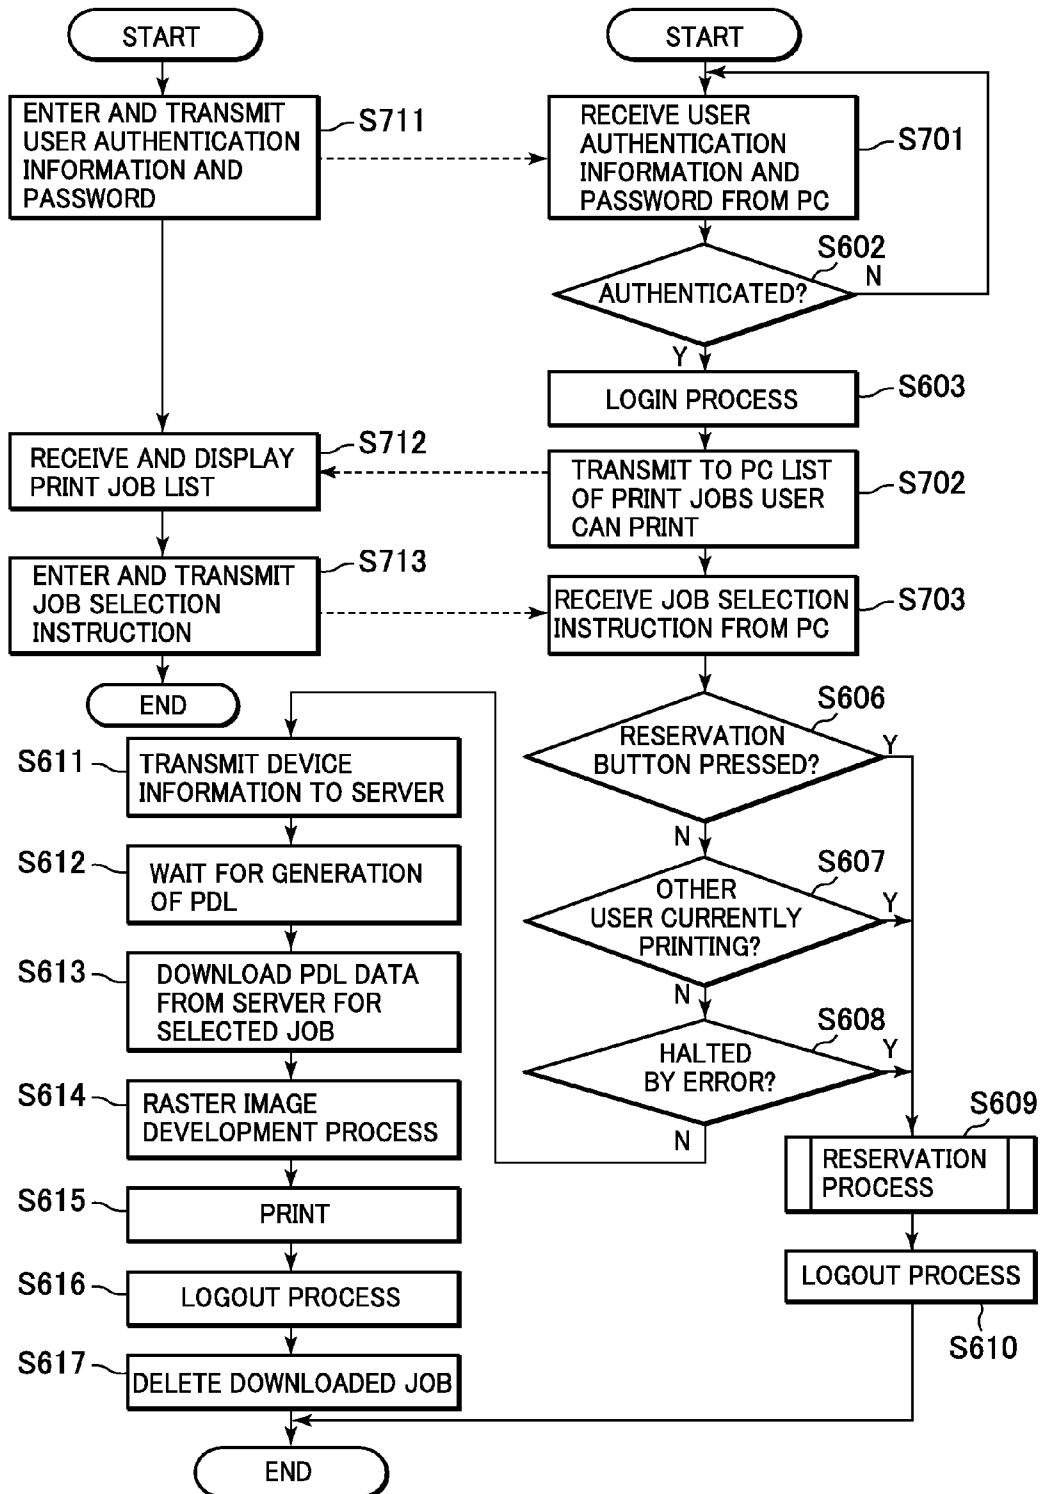 START
ENTER AND TRANSMIT
USER AUTHENTICATION
INFORMATION AND
PASSWORD
S711
RECEIVE AND DISPLAY
PRINT JOB LIST
S712
ENTER AND TRANSMIT
JOB SELECTION
INSTRUCTION
S713
END
START
RECEIVE USER
AUTHENTICATION
INFORMATION AND
PASSWORD FROM PC
S701
S602
AUTHENTICATED?
N
Y
LOGIN PROCESS
S603
TRANSMIT TO PC LIST
OF PRINT JOBS USER
CAN PRINT
S702
RECEIVE JOB SELECTION
INSTRUCTION FROM PC
S703
S606
RESERVATION
BUTTON PRESSED?
Y
N
S607
OTHER
USER CURRENTLY
PRINTING?
Y
N
S608
HALTED
BY ERROR?
Y
N
S609
RESERVATION
PROCESS
LOGOUT PROCESS
S610
S611
TRANSMIT DEVICE
INFORMATION TO SERVER
S612
WAIT FOR GENERATION
OF PDL
S613
DOWNLOAD PDL DATA
FROM SERVER FOR
SELECTED JOB
S614
RASTER IMAGE
DEVELOPMENT PROCESS
S615
PRINT
S616
LOGOUT PROCESS
S617
DELETE DOWNLOADED JOB
END